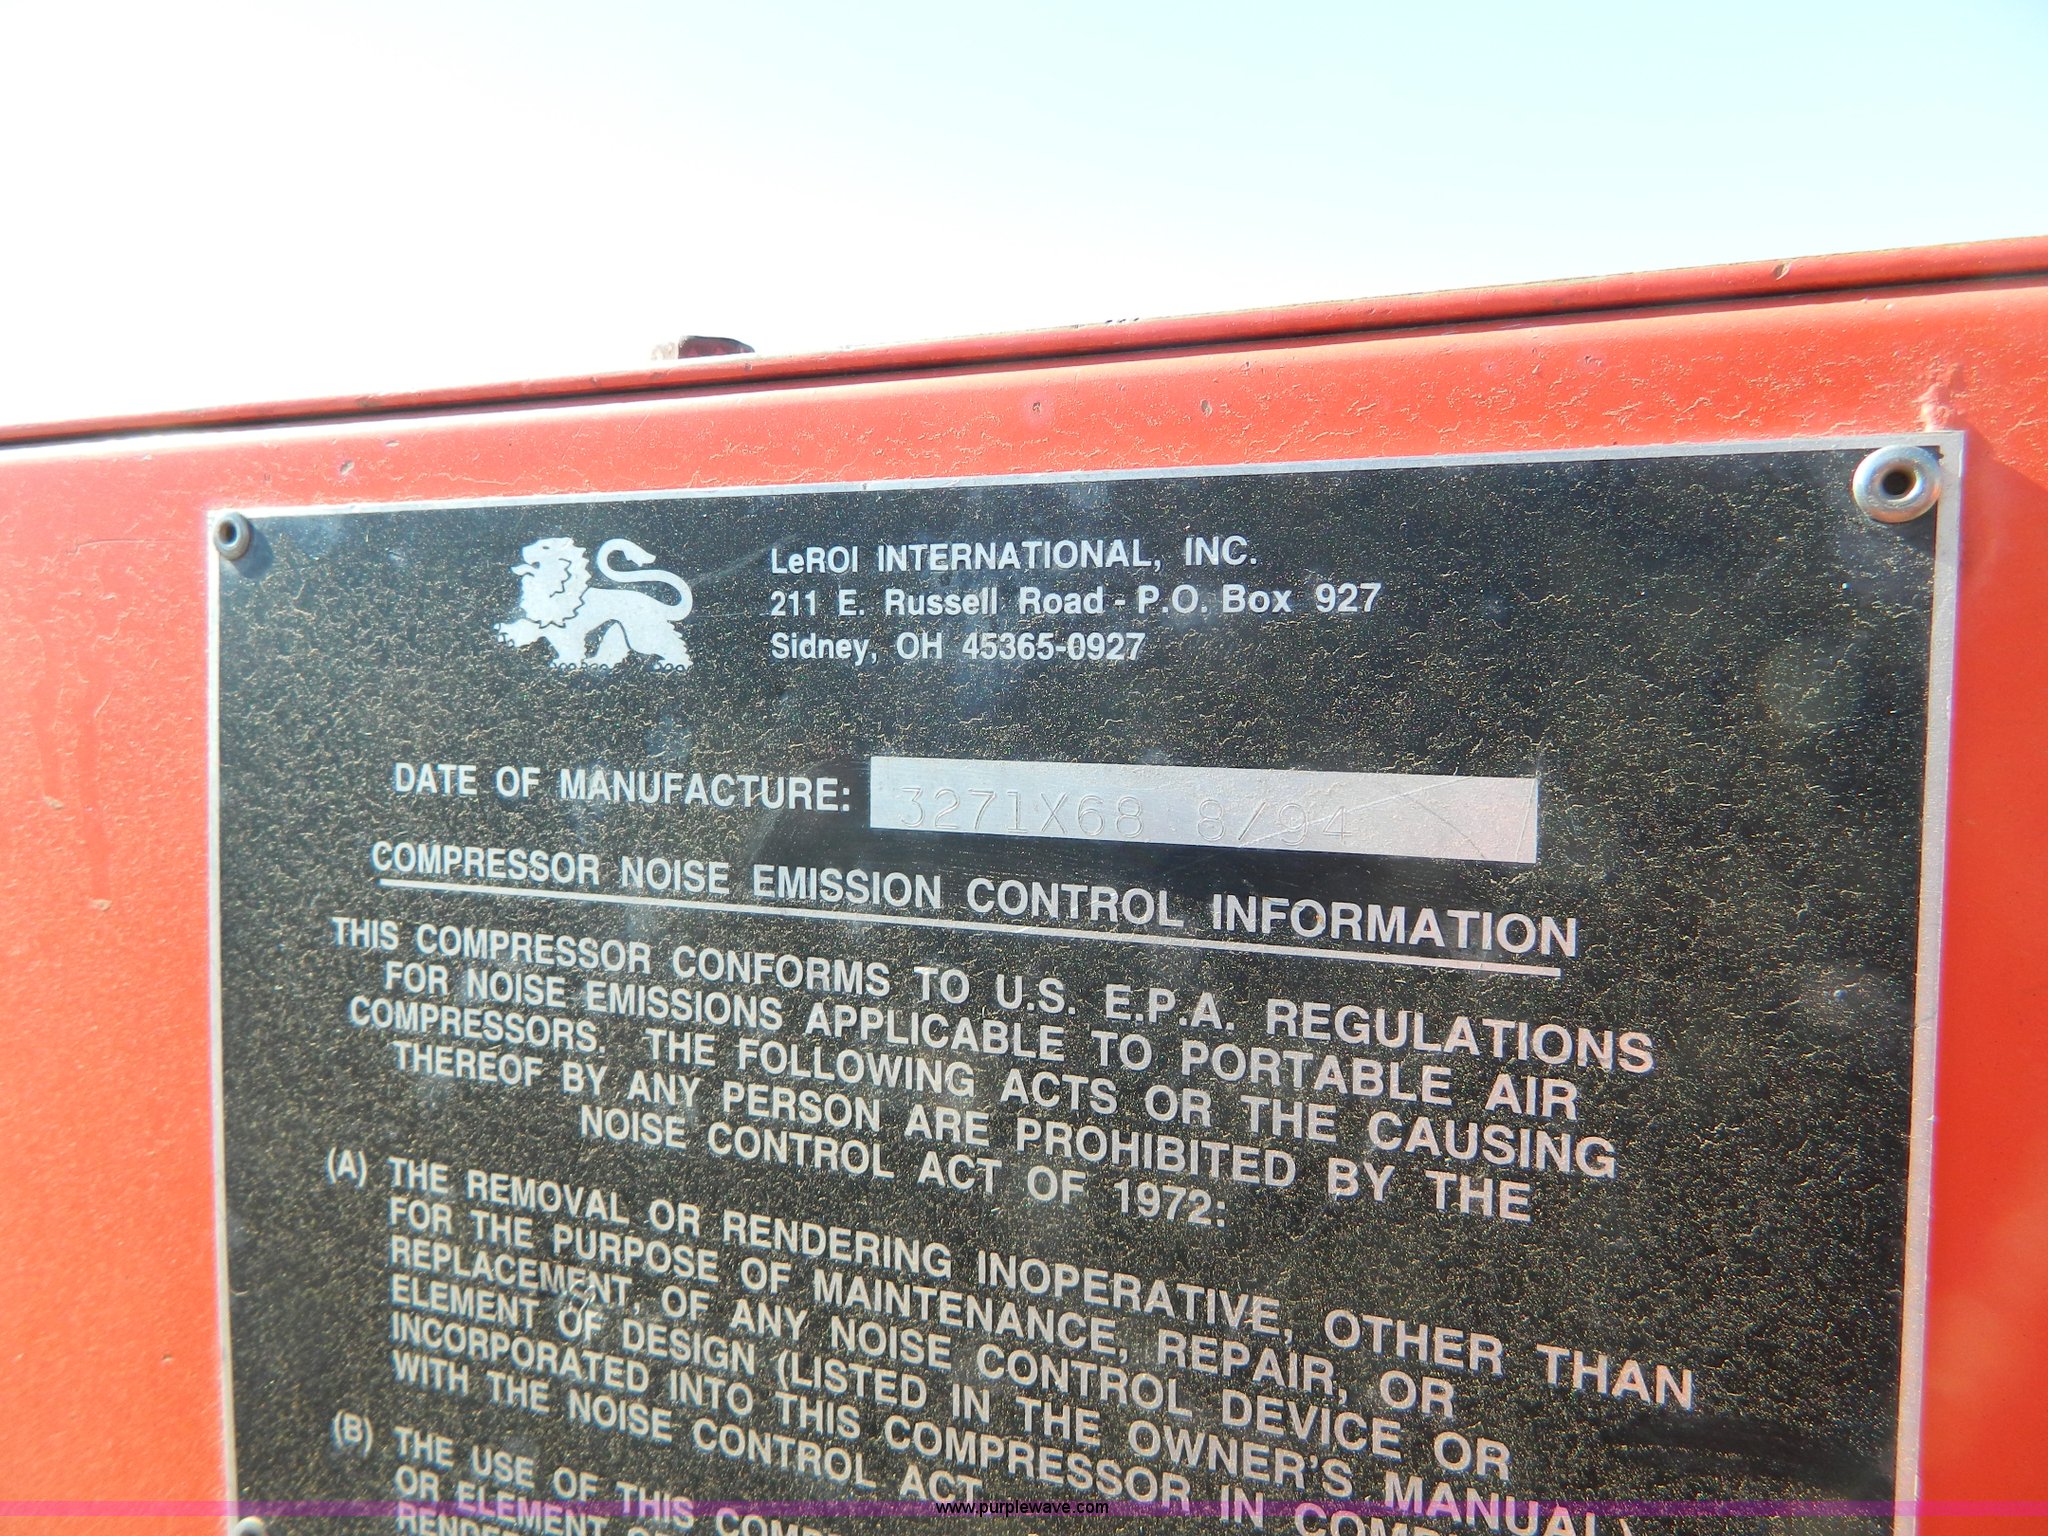 LeROI INTERNATIONAL, INC.
211 E. Russell Road - P.O. Box 927
Sidney, OH 45365-0927
DATE OF MANUFACTURE: 3271X68 8/94
COMPRESSOR NOISE EMISSION CONTROL INFORMATION
THIS COMPRESSOR CONFORMS TO U.S. E.P.A. REGULATIONS
FOR NOISE EMISSIONS APPLICABLE TO PORTABLE AIR
COMPRESSORS. THE FOLLOWING ACTS OR THE CAUSING
THEREOF BY ANY PERSON ARE PROHIBITED BY THE
NOISE CONTROL ACT OF 1972:
(A) THE REMOVAL OR RENDERING INOPERATIVE, OTHER THAN
FOR THE PURPOSE OF MAINTENANCE, REPAIR, OR
REPLACEMENT, OF ANY NOISE CONTROL DEVICE OR
ELEMENT OF DESIGN (LISTED IN THE OWNER'S MANUAL)
INCORPORATED INTO THIS COMPRESSOR IN
WITH THE NOISE CONTROL ACT
(B) THE USE OF THIS
OR ELEMENT
www.purplewave.com